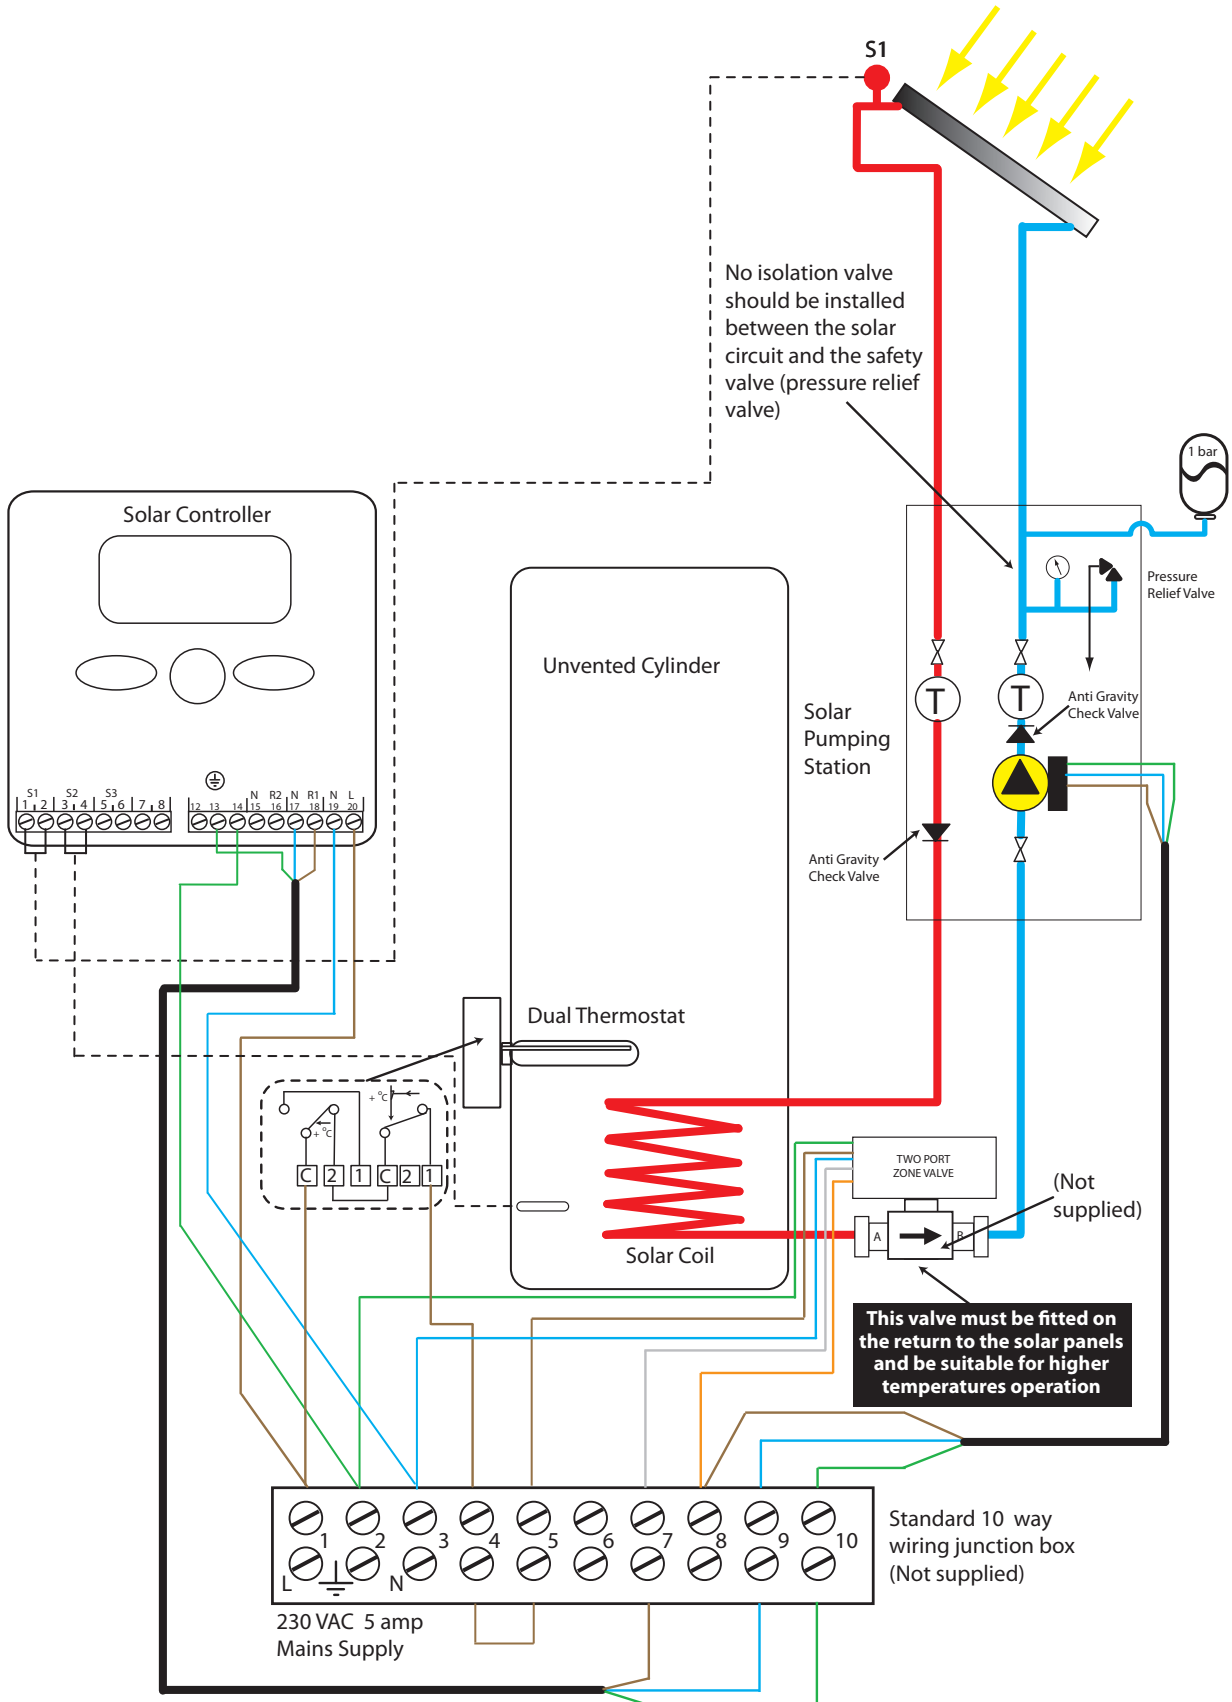 S1
No isolation valve
should be installed
between the solar
circuit and the safety
valve (pressure relief
valve)
1 bar
Solar Controller
Pressure
Relief Valve
Unvented Cylinder
T T
Solar
Pumping
Station
Anti Gravity
Check Valve
S1 S2 S3
1 2 3 4 5 6 7 8
N R2 N R1 N L
12 13 14 15 16 17 18 19 20
Anti Gravity
Check Valve
Dual Thermostat
+ °C
+ °C
C 2 1 C 2 1
TWO PORT
ZONE VALVE
(Not
supplied)
A B
Solar Coil
This valve must be fitted on
the return to the solar panels
and be suitable for higher
temperatures operation
1 2 3 4 5 6 7 8 9 10
L N
Standard 10 way
wiring junction box
(Not supplied)
230 VAC 5 amp
Mains Supply